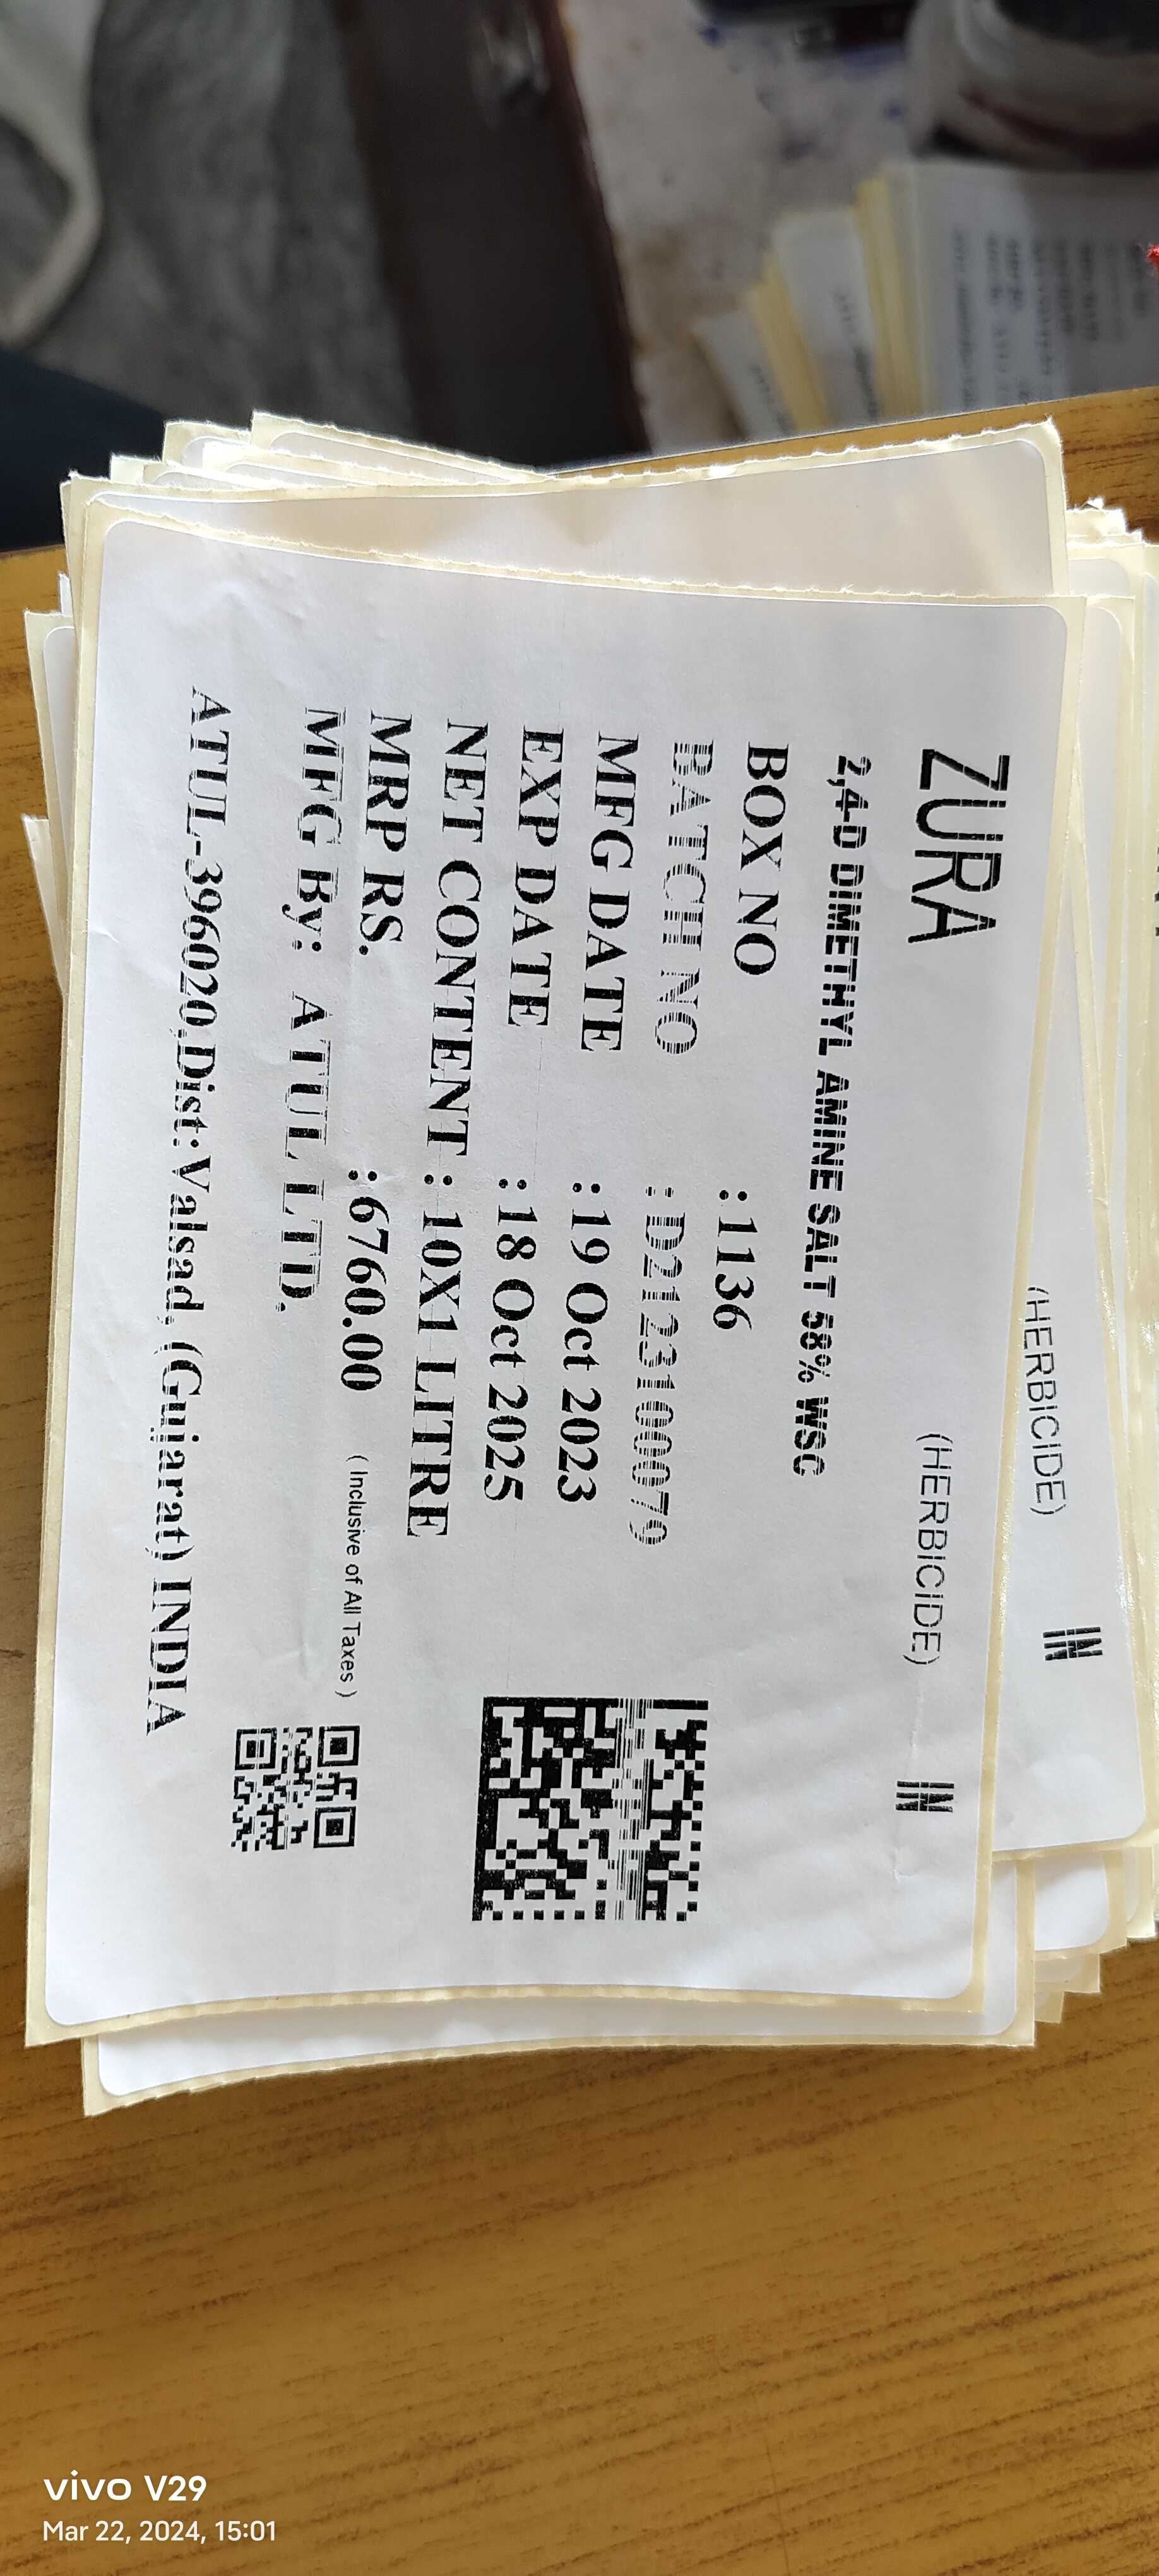 ZURA (HERBICIDE) IN
2,4-D DIMETHYL AMINE SALT 58% WSC
BOX NO :1136
BATCH NO : D2123100079
MFG DATE :19 Oct 2023
EXP DATE :18 Oct 2025
NET CONTENT : 10X1 LITRE
MRP RS. :6760.00 ( Inclusive of All Taxes )
MFG By: ATUL LTD.
ATUL-396020,Dist:Valsad, (Gujarat) INDIA
(HERBICIDE) IN
vivo V29
Mar 22, 2024, 15:01